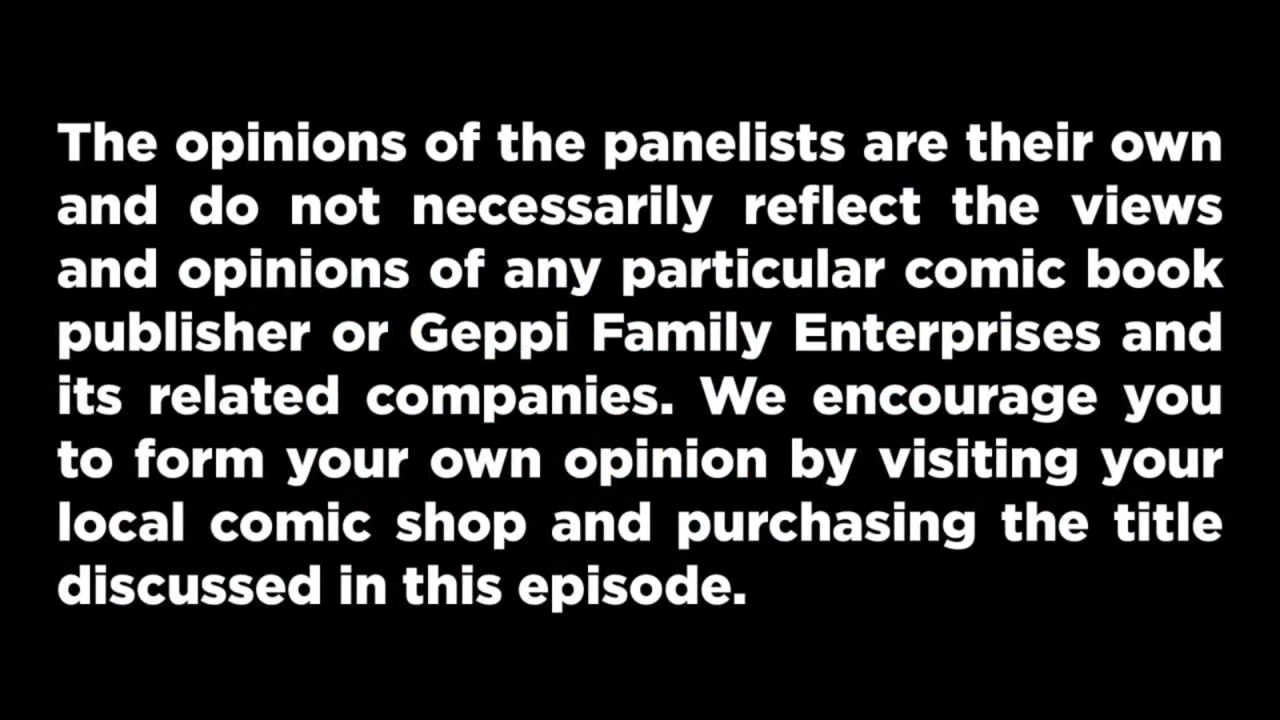 The opinions of the panelists are their own
and do not necessarily reflect the views
and opinions of any particular comic book
publisher or Geppi Family Enterprises and
its related companies. We encourage you
to form your own opinion by visiting your
local comic shop and purchasing the title
discussed in this episode.